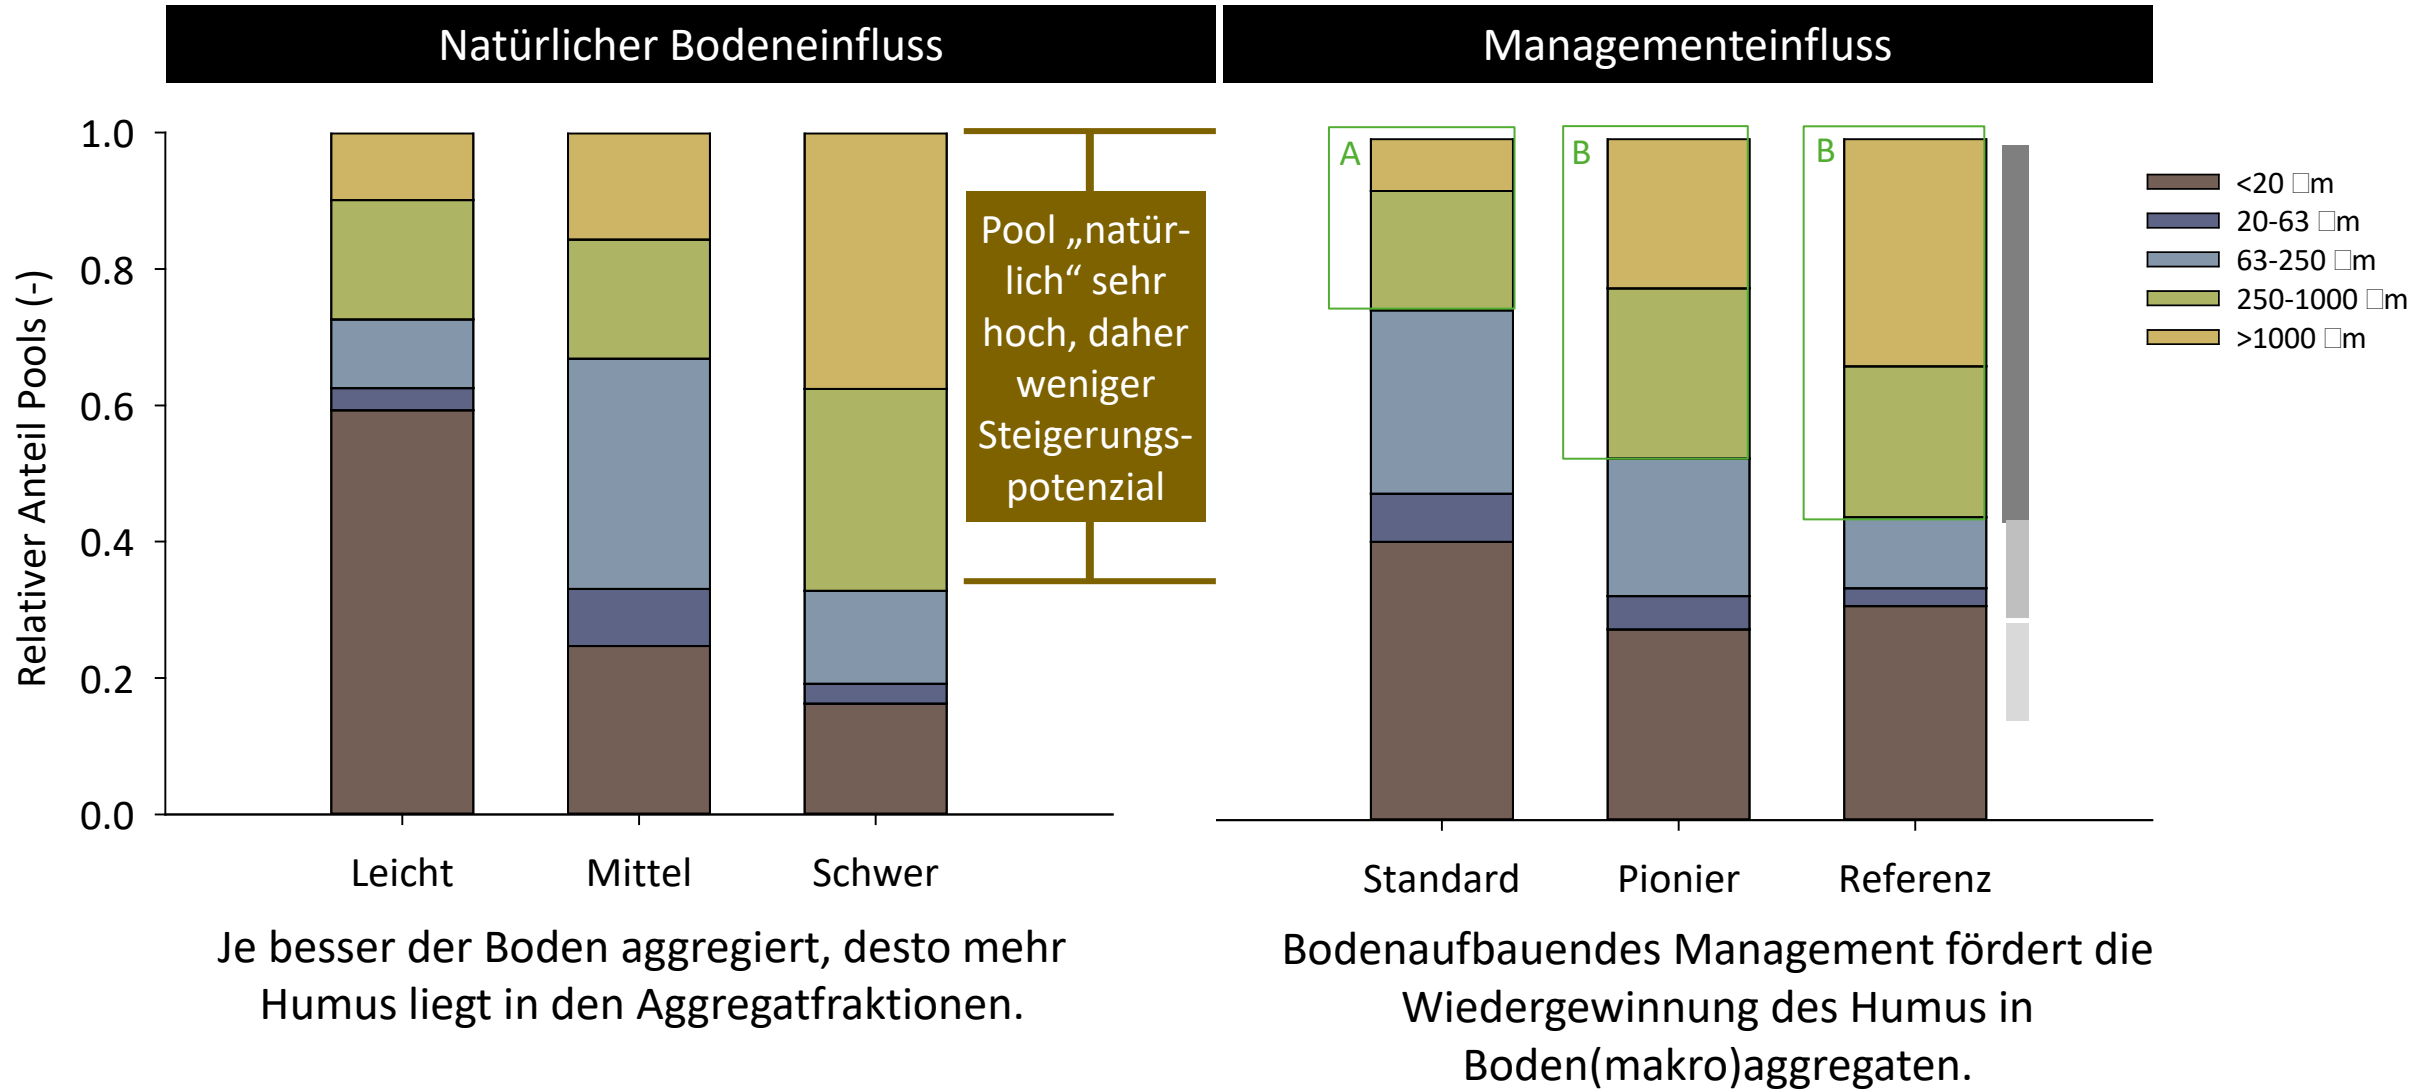 Natürlicher Bodeneinfluss
Managementeinfluss
Relativer Anteil Pools (-)
1.0
0.8
0.6
0.4
0.2
0.0
Leicht
Mittel
Schwer
Pool „natür-
lich“ sehr
hoch, daher
weniger
Steigerungs-
potenzial
A
B
B
Standard
Pionier
Referenz
<20 □m
20-63 □m
63-250 □m
250-1000 □m
>1000 □m
Je besser der Boden aggregiert, desto mehr
Humus liegt in den Aggregatfraktionen.
Bodenaufbauendes Management fördert die
Wiedergewinnung des Humus in
Boden(makro)aggregaten.